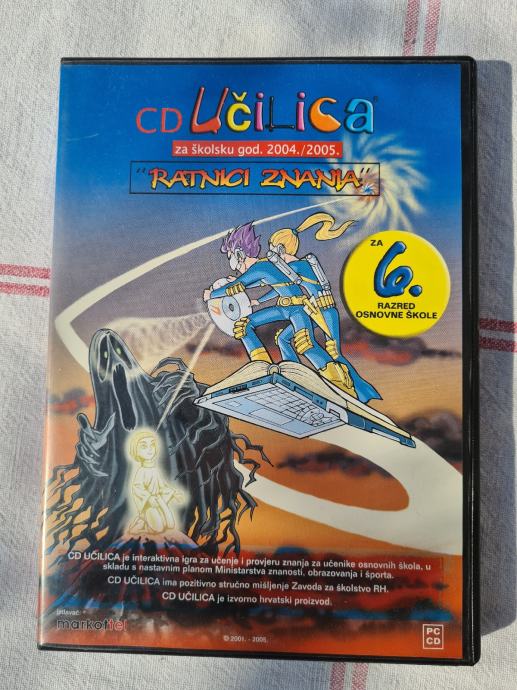 CD Učilica
za školsku god. 2004./2005.
"RATNICI ZNANJA"
ZA
6.
RAZRED
OSNOVNE ŠKOLE
CD UČILICA je interaktivna igra za učenje i provjeru znanja za učenike osnovnih škola, u
skladu s nastavnim planom Ministarstva znanosti, obrazovanja i športa.
CD UČILICA ima pozitivno stručno mišljenje Zavoda za školstvo RH.
CD UČILICA je izvorno hrvatski proizvod.
izdavač:
markottel
© 2001. - 2005.
PC
CD